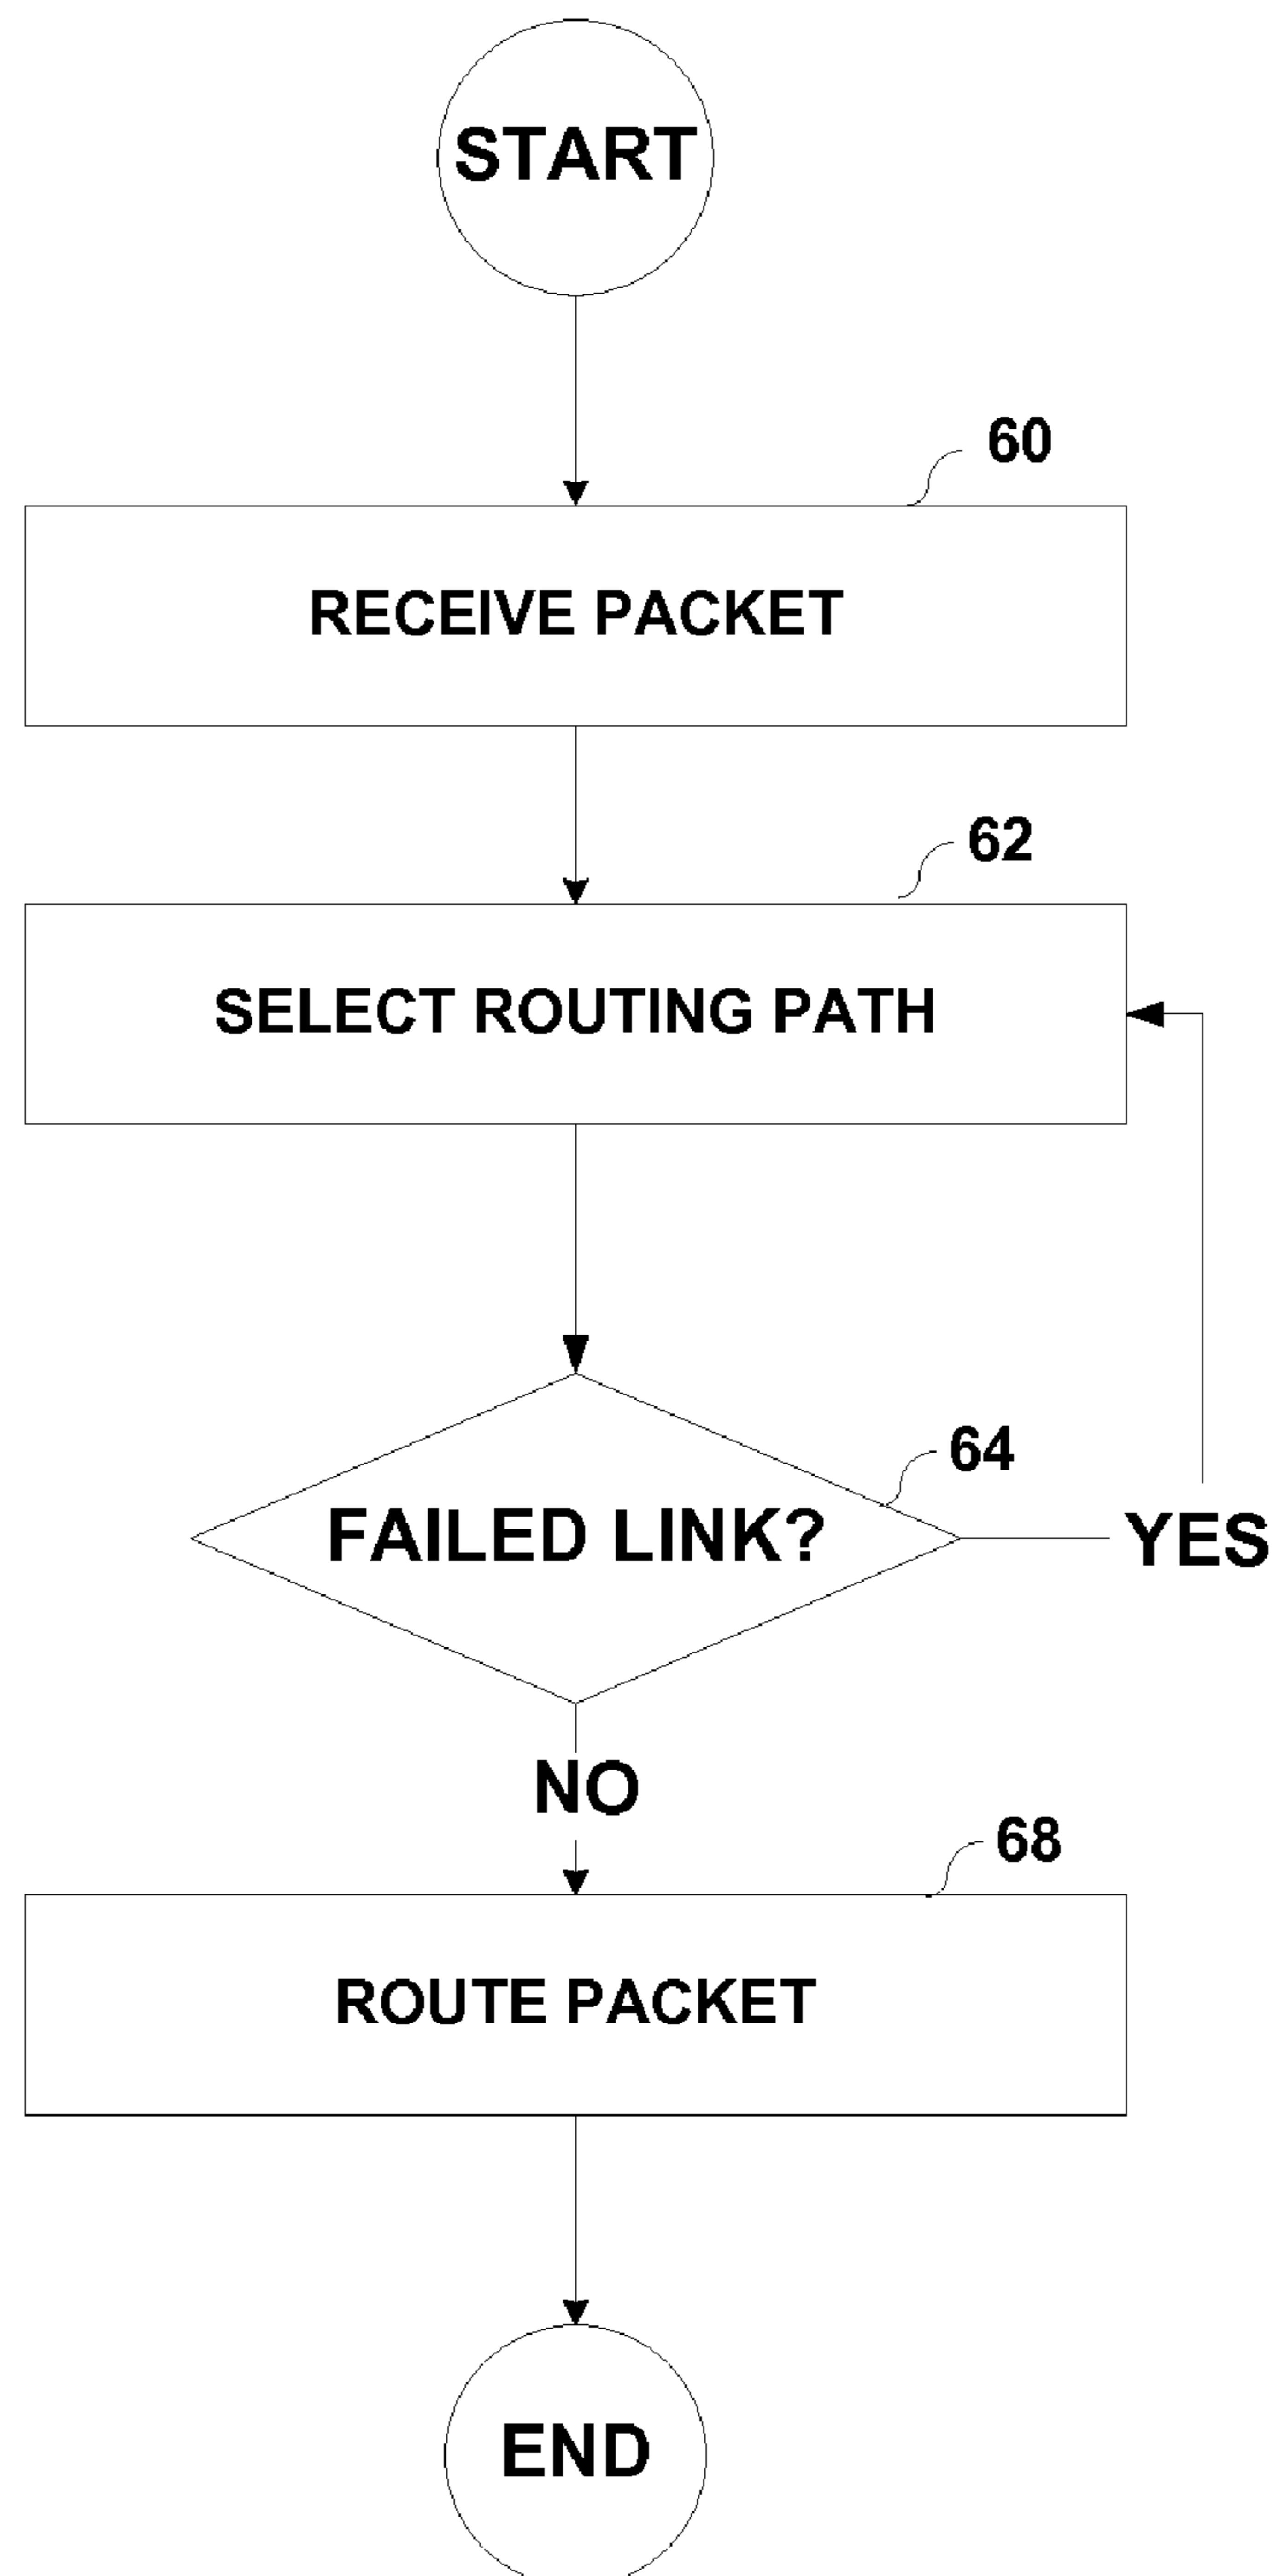 START
60
RECEIVE PACKET
62
SELECT ROUTING PATH
64
FAILED LINK?
YES
NO
68
ROUTE PACKET
END